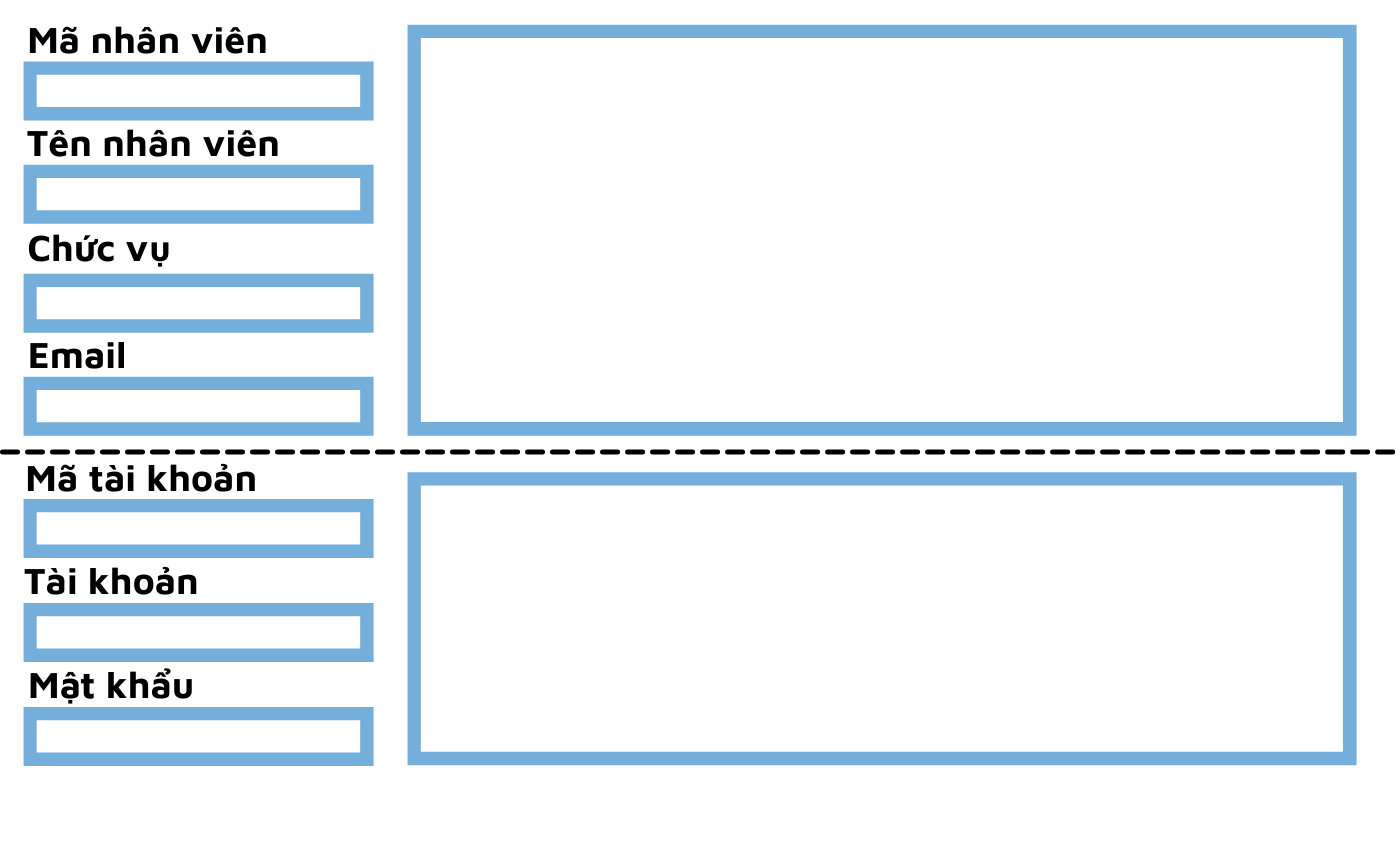 Mã nhân viên
Tên nhân viên
Chức vụ
Email
Mã tài khoản
Tài khoản
Mật khẩu